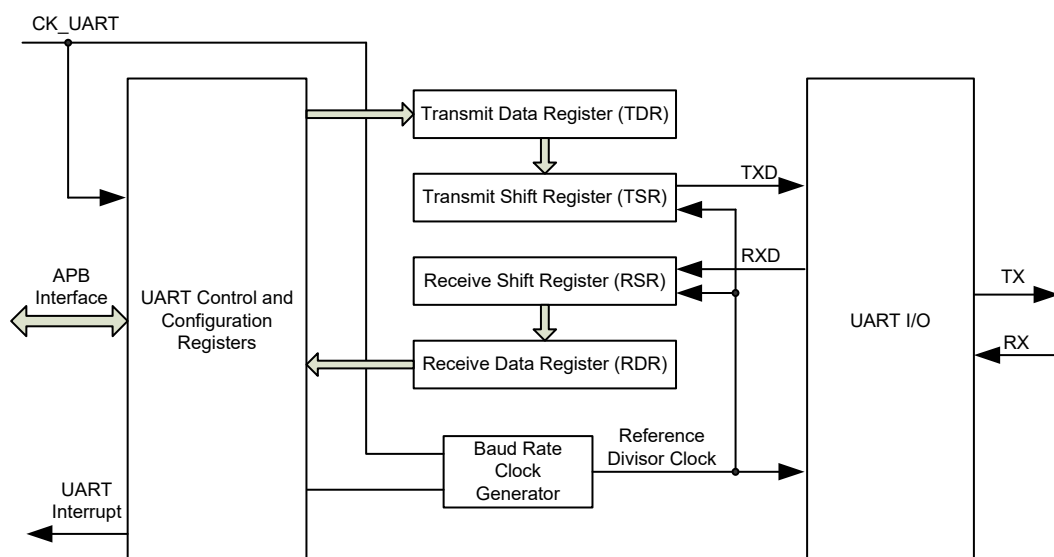 CK_UART
Transmit Data Register (TDR)
TXD
Transmit Shift Register (TSR)
RXD
Receive Shift Register (RSR)
APB
Interface
UART Control and
Configuration
Registers
UART I/O
TX
RX
Receive Data Register (RDR)
Baud Rate
Clock
Generator
Reference
Divisor Clock
UART
Interrupt